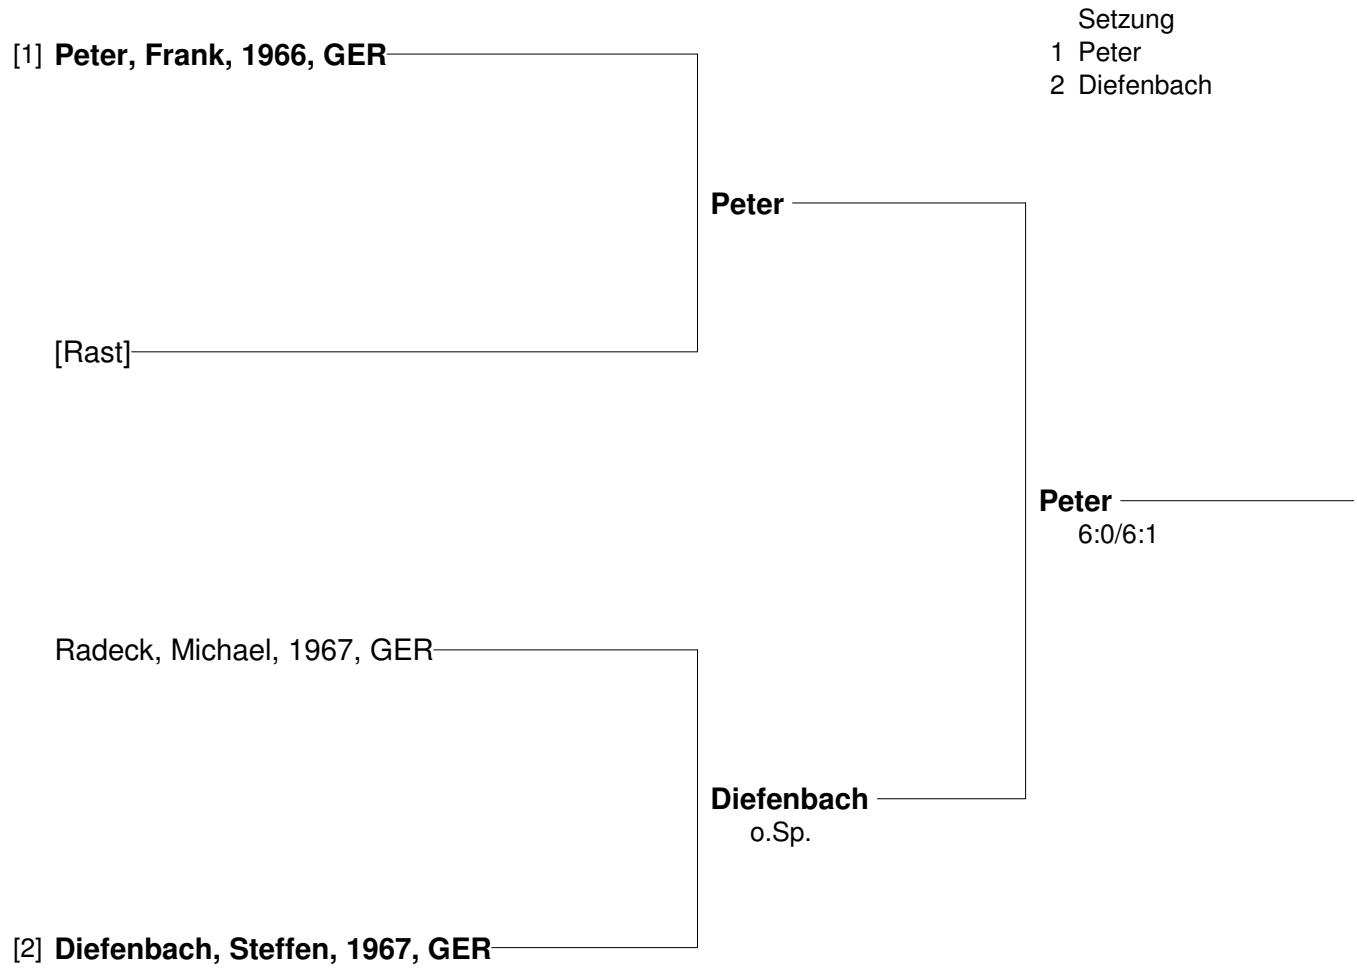 Setzung
[1] Peter, Frank, 1966, GER
1 Peter
2 Diefenbach
Peter
[Rast]
Peter
6:0/6:1
Radeck, Michael, 1967, GER
Diefenbach
o.Sp.
[2] Diefenbach, Steffen, 1967, GER